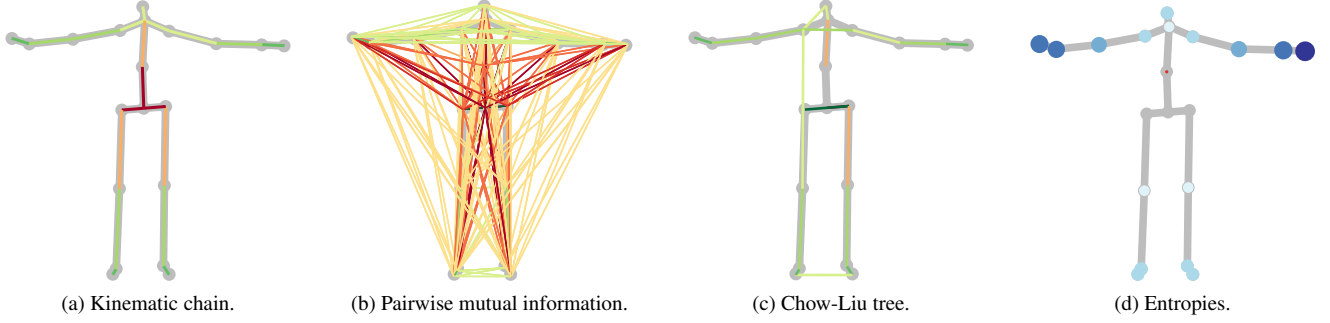 (a) Kinematic chain.
(b) Pairwise mutual information.
(c) Chow-Liu tree.
(d) Entropies.